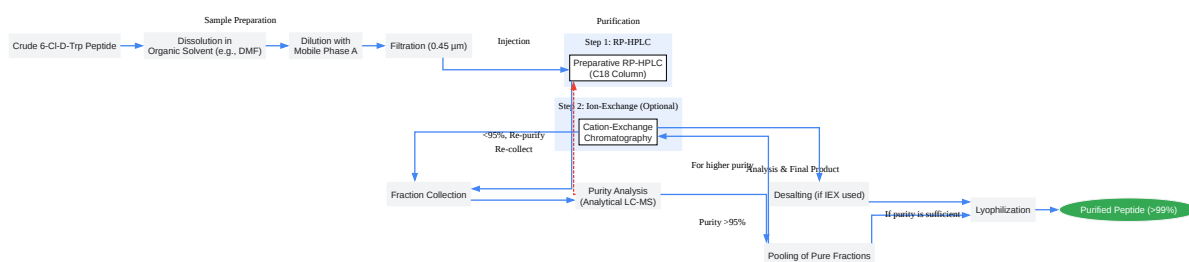 Sample Preparation
Purification
Crude 6-Cl-D-Trp Peptide
Dissolution in
Organic Solvent (e.g., DMF)
Dilution with
Mobile Phase A
Filtration (0.45 µm)
Injection
Step 1: RP-HPLC
Preparative RP-HPLC
(C18 Column)
Step 2: Ion-Exchange (Optional)
Cation-Exchange
Chromatography
<95%, Re-purify
Re-collect
For higher purity
Analysis & Final Product
Fraction Collection
Purity Analysis
(Analytical LC-MS)
Desalting (if IEX used)
Purity >95%
If purity is sufficient
Lyophilization
Purified Peptide (>99%)
Pooling of Pure Fractions